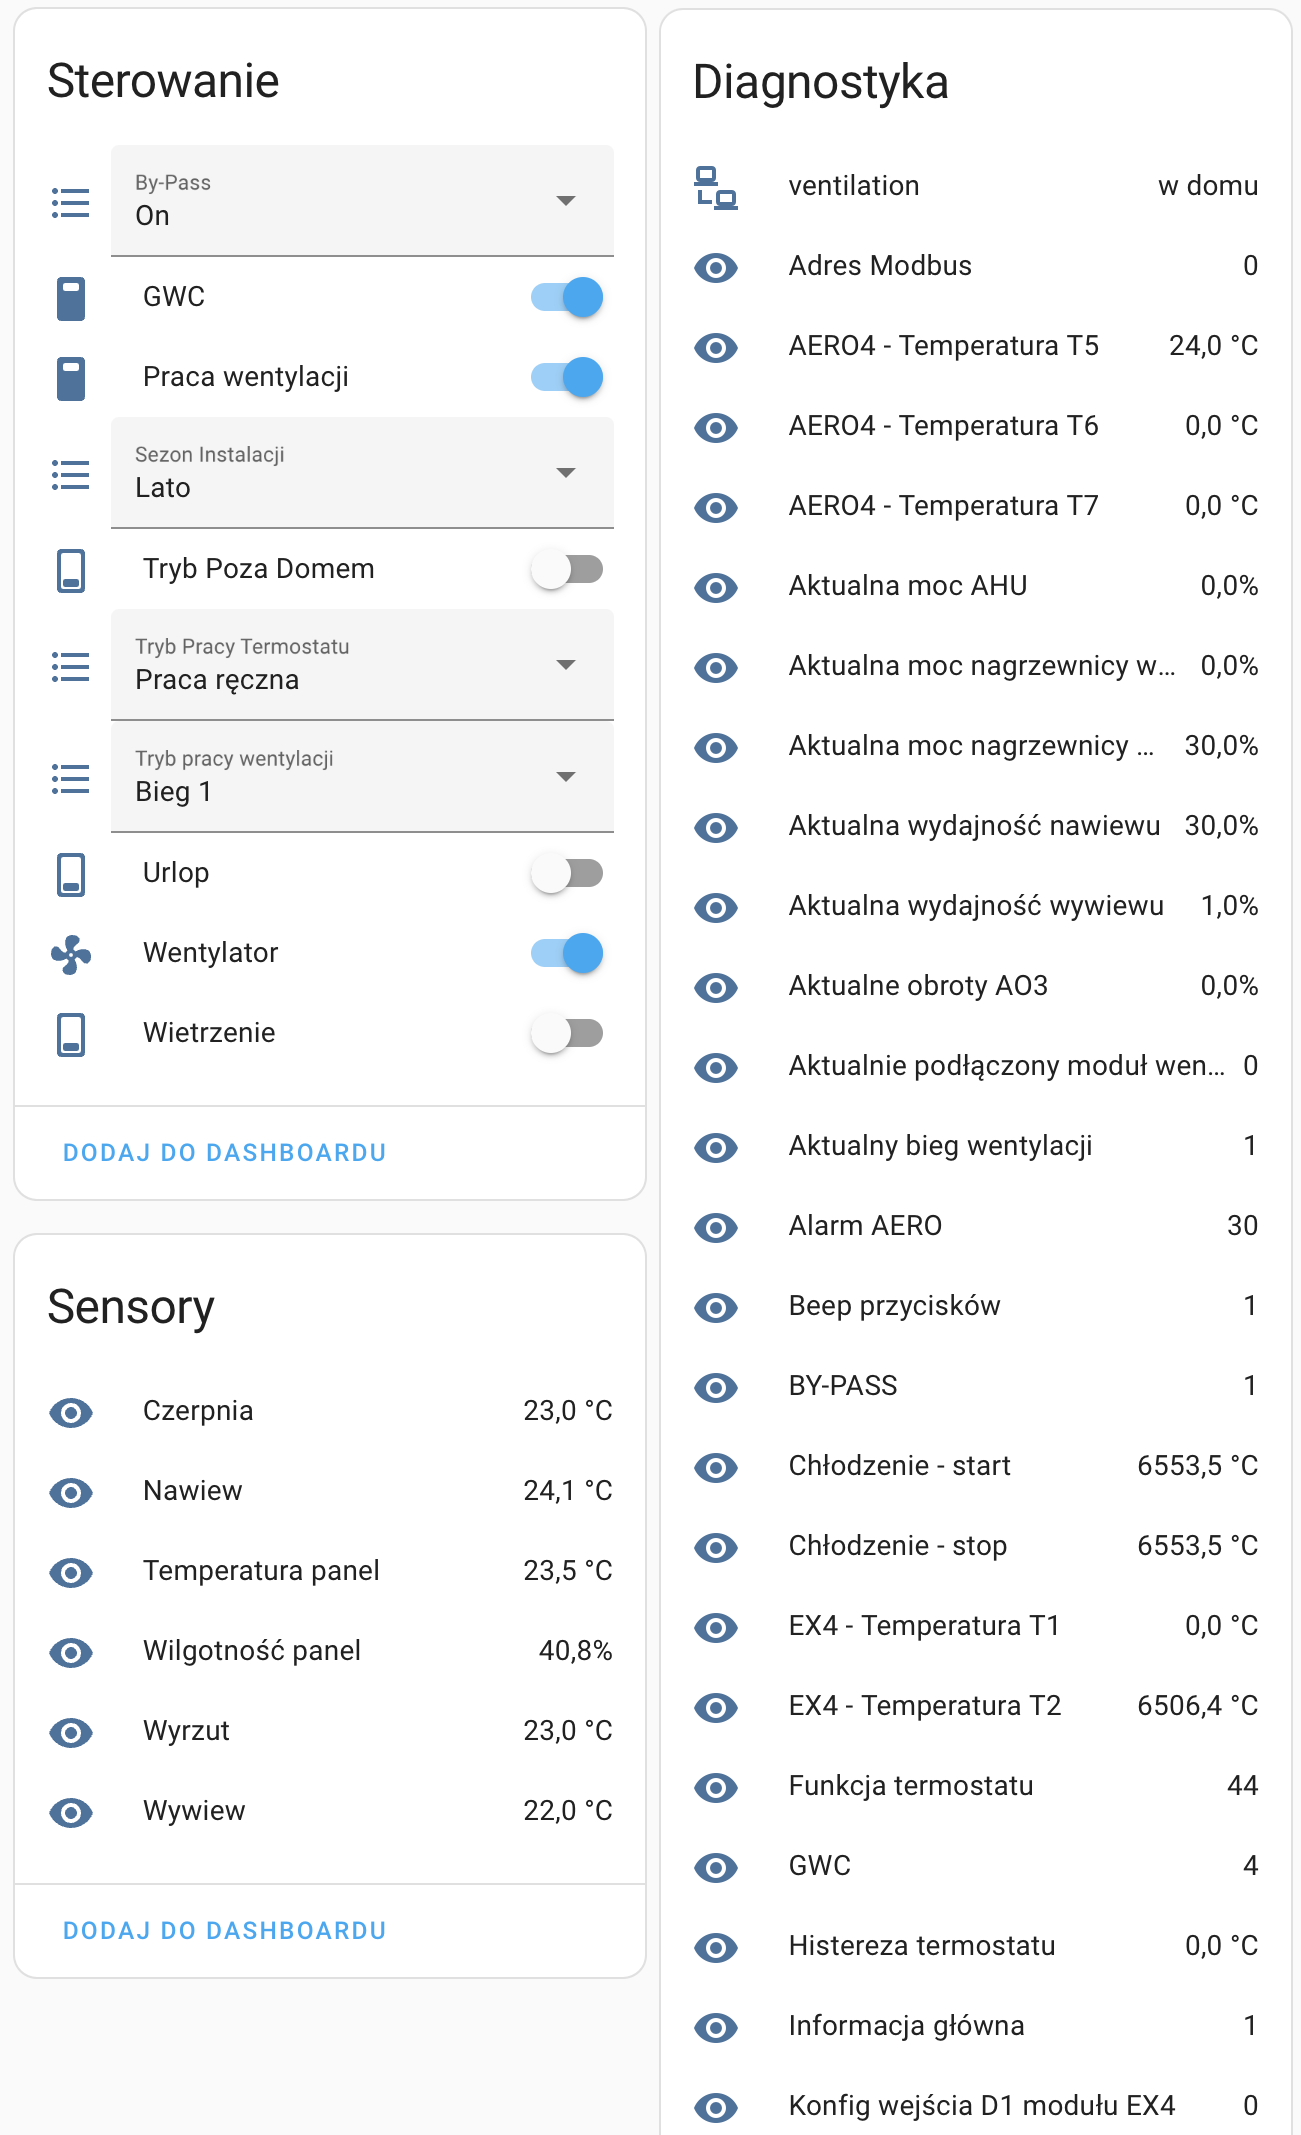 Sterowanie
By-Pass
On
GWC
Praca wentylacji
Sezon Instalacji
Lato
Tryb Poza Domem
Tryb Pracy Termostatu
Praca ręczna
Tryb pracy wentylacji
Bieg 1
Urlop
Wentylator
Wietrzenie
DODAJ DO DASHBOARDU
Sensory
Czerpnia 23,0 °C
Nawiew 24,1 °C
Temperatura panel 23,5 °C
Wilgotność panel 40,8%
Wyrzut 23,0 °C
Wywiew 22,0 °C
DODAJ DO DASHBOARDU
Diagnostyka
ventilation w domu
Adres Modbus 0
AERO4 - Temperatura T5 24,0 °C
AERO4 - Temperatura T6 0,0 °C
AERO4 - Temperatura T7 0,0 °C
Aktualna moc AHU 0,0%
Aktualna moc nagrzewnicy w... 0,0%
Aktualna moc nagrzewnicy ... 30,0%
Aktualna wydajność nawiewu 30,0%
Aktualna wydajność wywiewu 1,0%
Aktualne obroty AO3 0,0%
Aktualnie podłączony moduł wen... 0
Aktualny bieg wentylacji 1
Alarm AERO 30
Beep przycisków 1
BY-PASS 1
Chłodzenie - start 6553,5 °C
Chłodzenie - stop 6553,5 °C
EX4 - Temperatura T1 0,0 °C
EX4 - Temperatura T2 6506,4 °C
Funkcja termostatu 44
GWC 4
Histereza termostatu 0,0 °C
Informacja główna 1
Konfig wejścia D1 modułu EX4 0